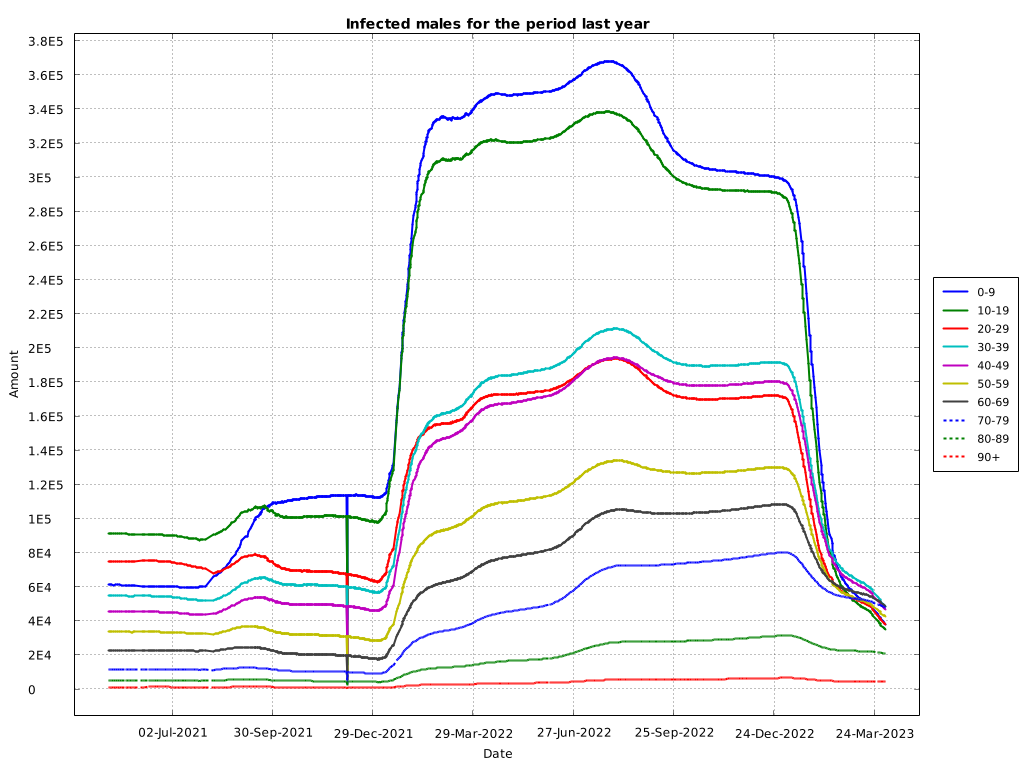 Infected males for the period last year
3.8E5
3.6E5
3.4E5
3.2E5
3E5
2.8E5
2.6E5
2.4E5
2.2E5
2E5
1.8E5
1.6E5
1.4E5
1.2E5
1E5
8E4
6E4
4E4
2E4
0
Amount
02-Jul-2021 30-Sep-2021 29-Dec-2021 29-Mar-2022 27-Jun-2022 25-Sep-2022 24-Dec-2022 24-Mar-2023
Date
0-9
10-19
20-29
30-39
40-49
50-59
60-69
70-79
80-89
90+